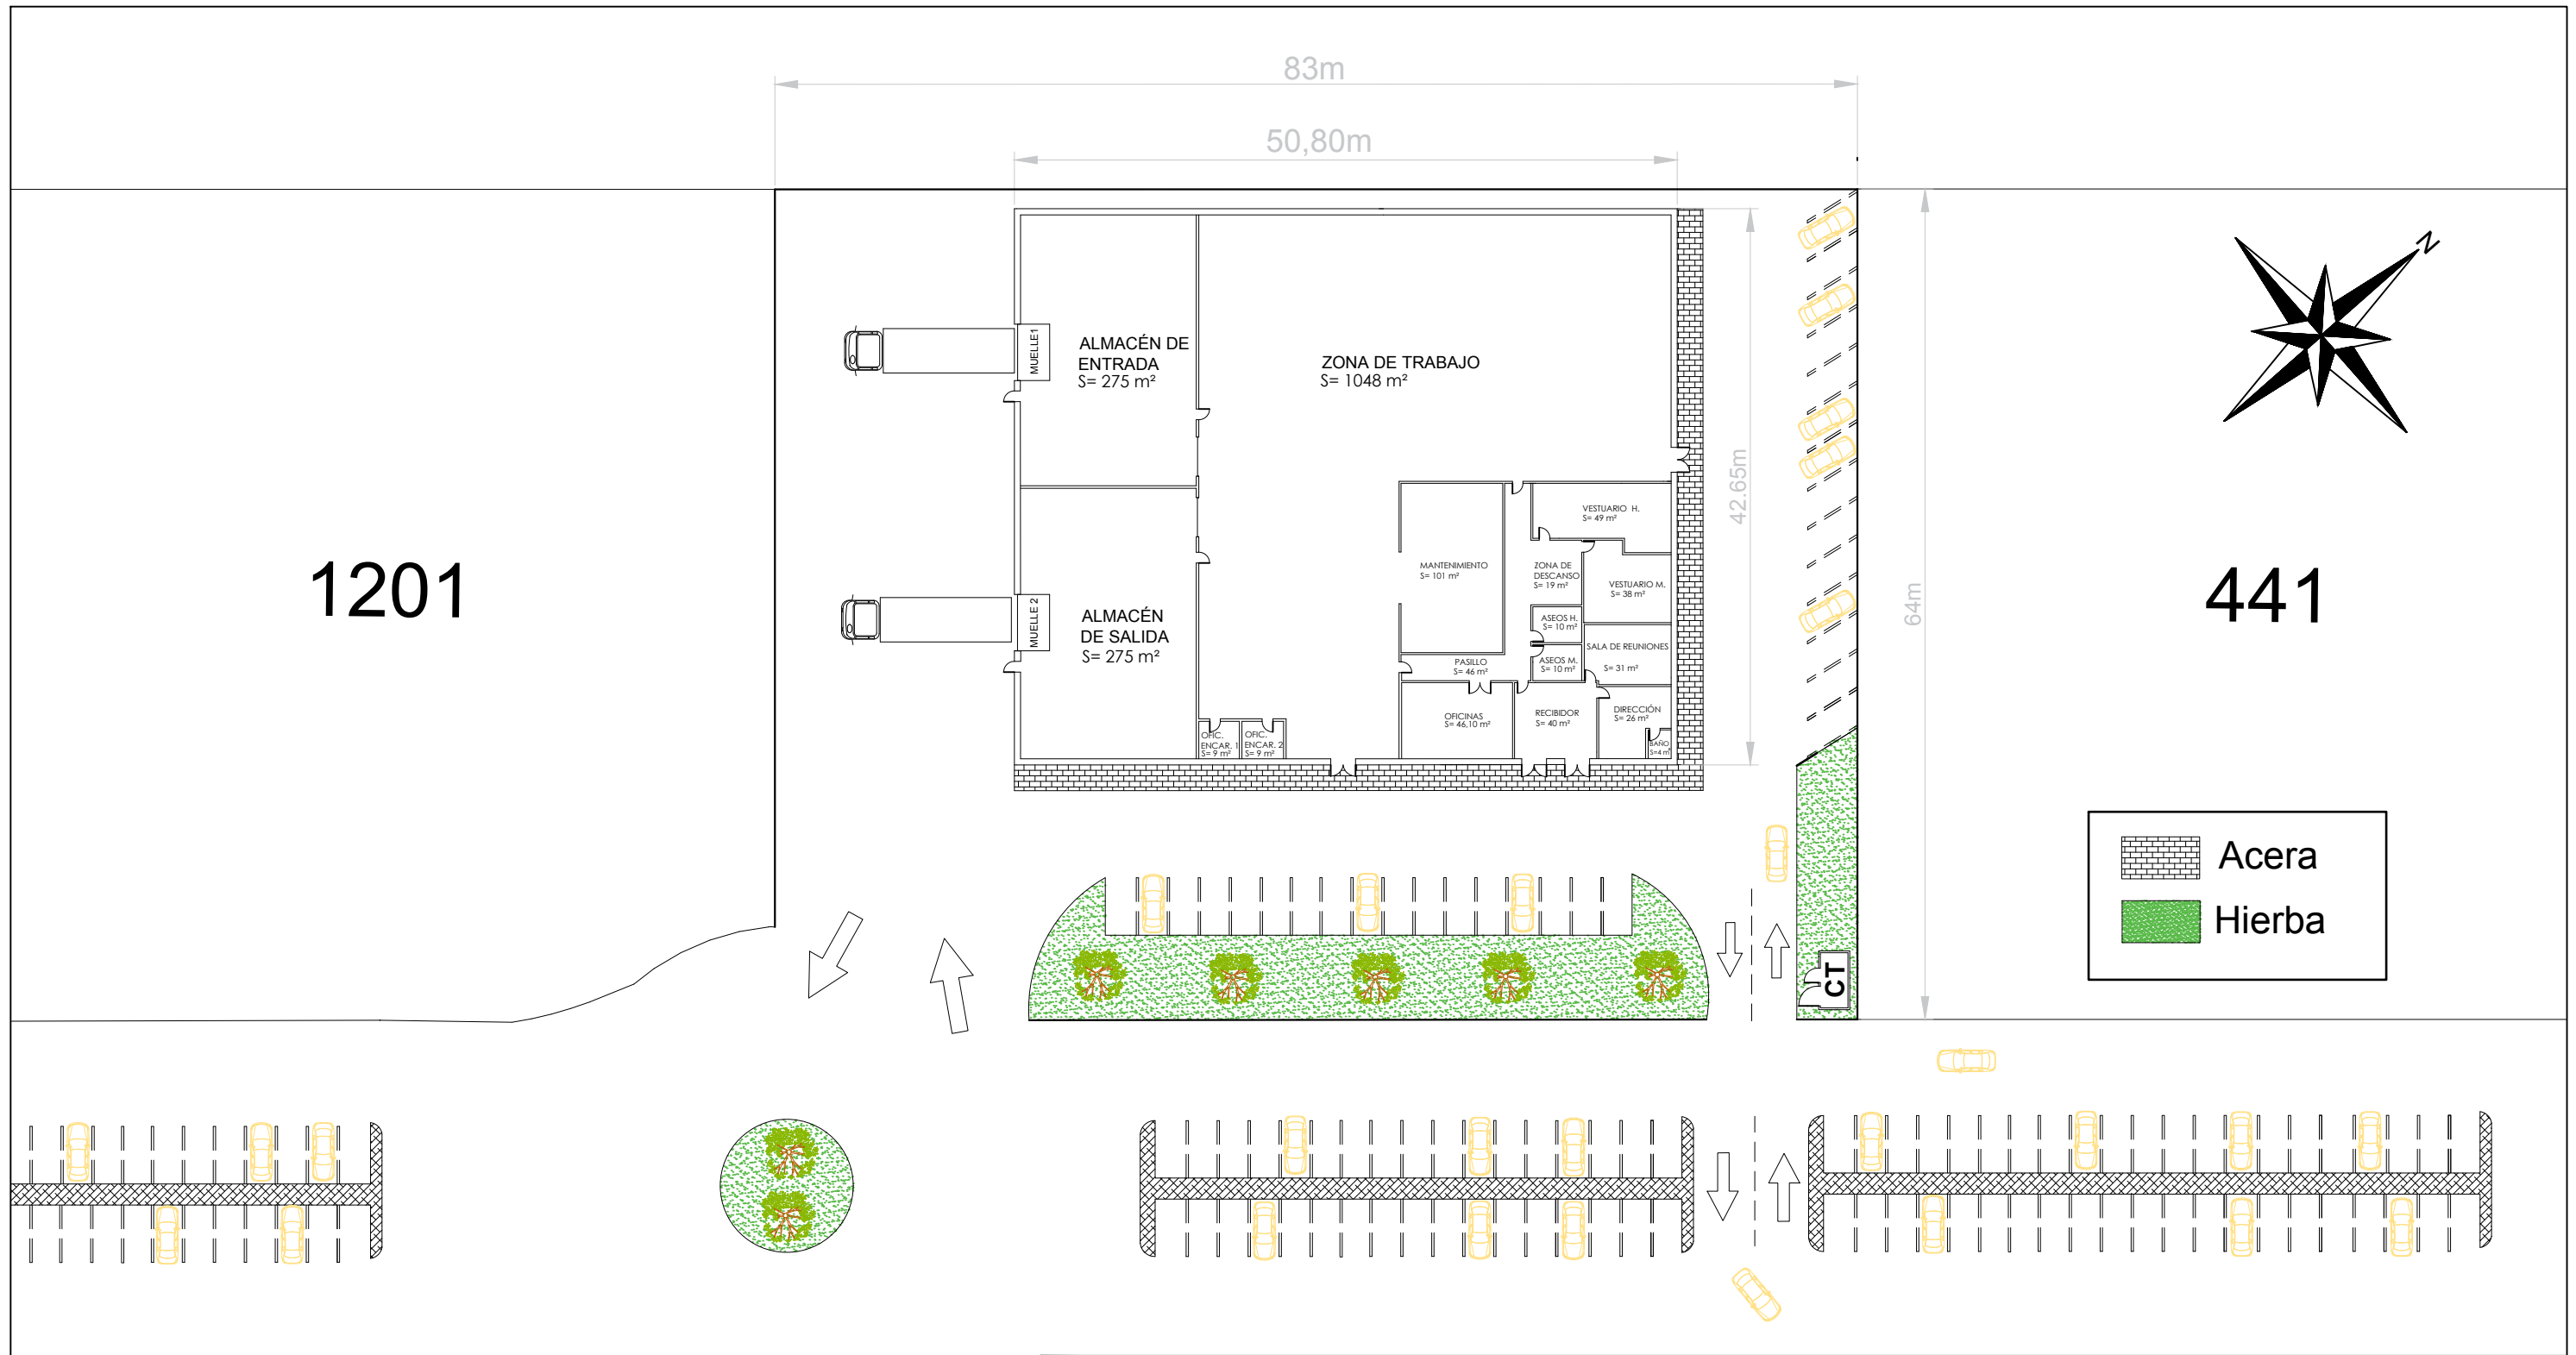 83m
50,80m
N
MUELLE 1
ALMACÉN DE
ENTRADA
S= 275 m²
ZONA DE TRABAJO
S= 1048 m²
42.65m
64m
1201
441
VESTUARIO H.
S= 49 m²
MANTENIMIENTO
S= 101 m²
ZONA DE
DESCANSO
S= 19 m²
VESTUARIO M.
S= 38 m²
MUELLE 2
ALMACÉN
DE SALIDA
S= 275 m²
ASEOS H.
S= 10 m²
SALA DE REUNIONES
S= 31 m²
PASILLO
S= 46 m²
ASEOS M.
S= 10 m²
OFICINAS
S= 46,10 m²
RECIBIDOR
S= 40 m²
DIRECCIÓN
S= 26 m²
OFIC.
ENCAR. 1
S= 9 m²
OFIC.
ENCAR. 2
S= 9 m²
BAÑO
S=4 m²
Acera
Hierba
CT